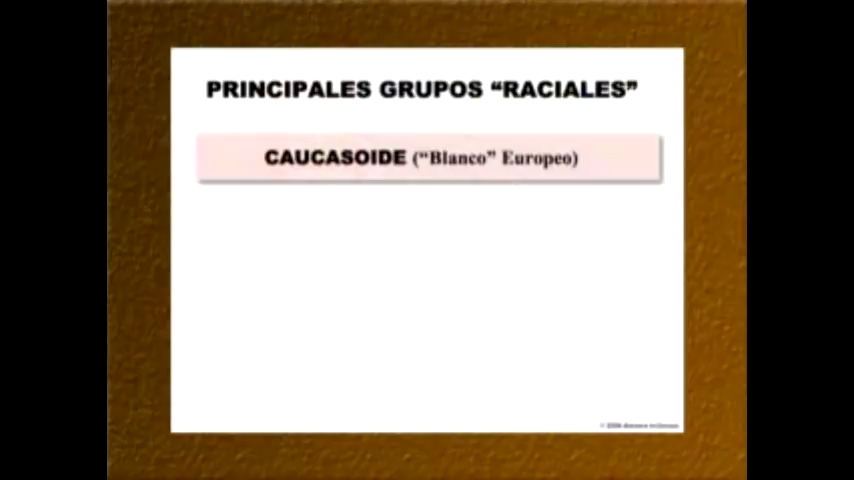 PRINCIPALES GRUPOS “RACIALES”
CAUCASOIDE (“Blanco” Europeo)